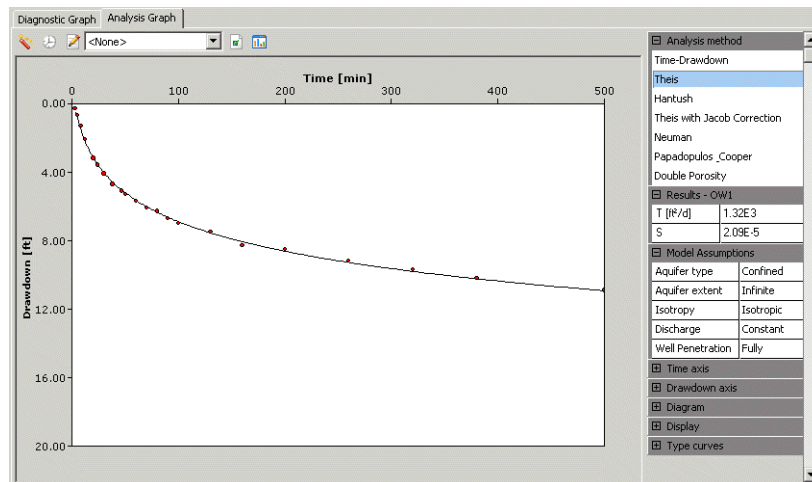 Diagnostic Graph Analysis Graph
<None>
Time [min]
0 100 200 300 400 500
0.00
4.00
8.00
12.00
16.00
20.00
Drawdown [ft]
Analysis method
Time-Drawdown
Theis
Hantush
Theis with Jacob Correction
Neuman
Papadopulos _Cooper
Double Porosity
Results - OW1
T [ft²/d] 1.32E3
S 2.09E-5
Model Assumptions
Aquifer type Confined
Aquifer extent Infinite
Isotropy Isotropic
Discharge Constant
Well Penetration Fully
Time axis
Drawdown axis
Diagram
Display
Type curves